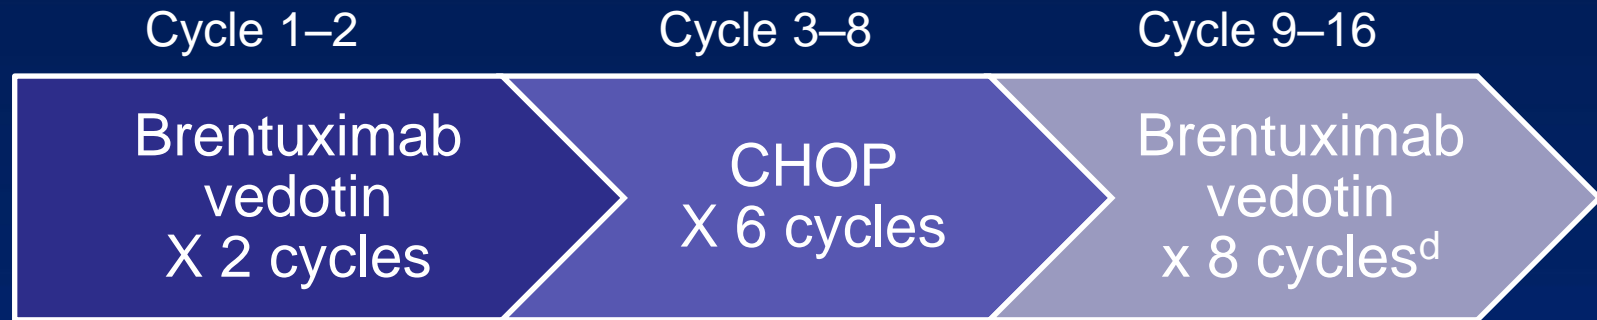 Cycle 1–2
Cycle 3–8
Cycle 9–16
Brentuximab
vedotin
X 2 cycles
CHOP
X 6 cycles
Brentuximab
vedotin
x 8 cyclesᵈ